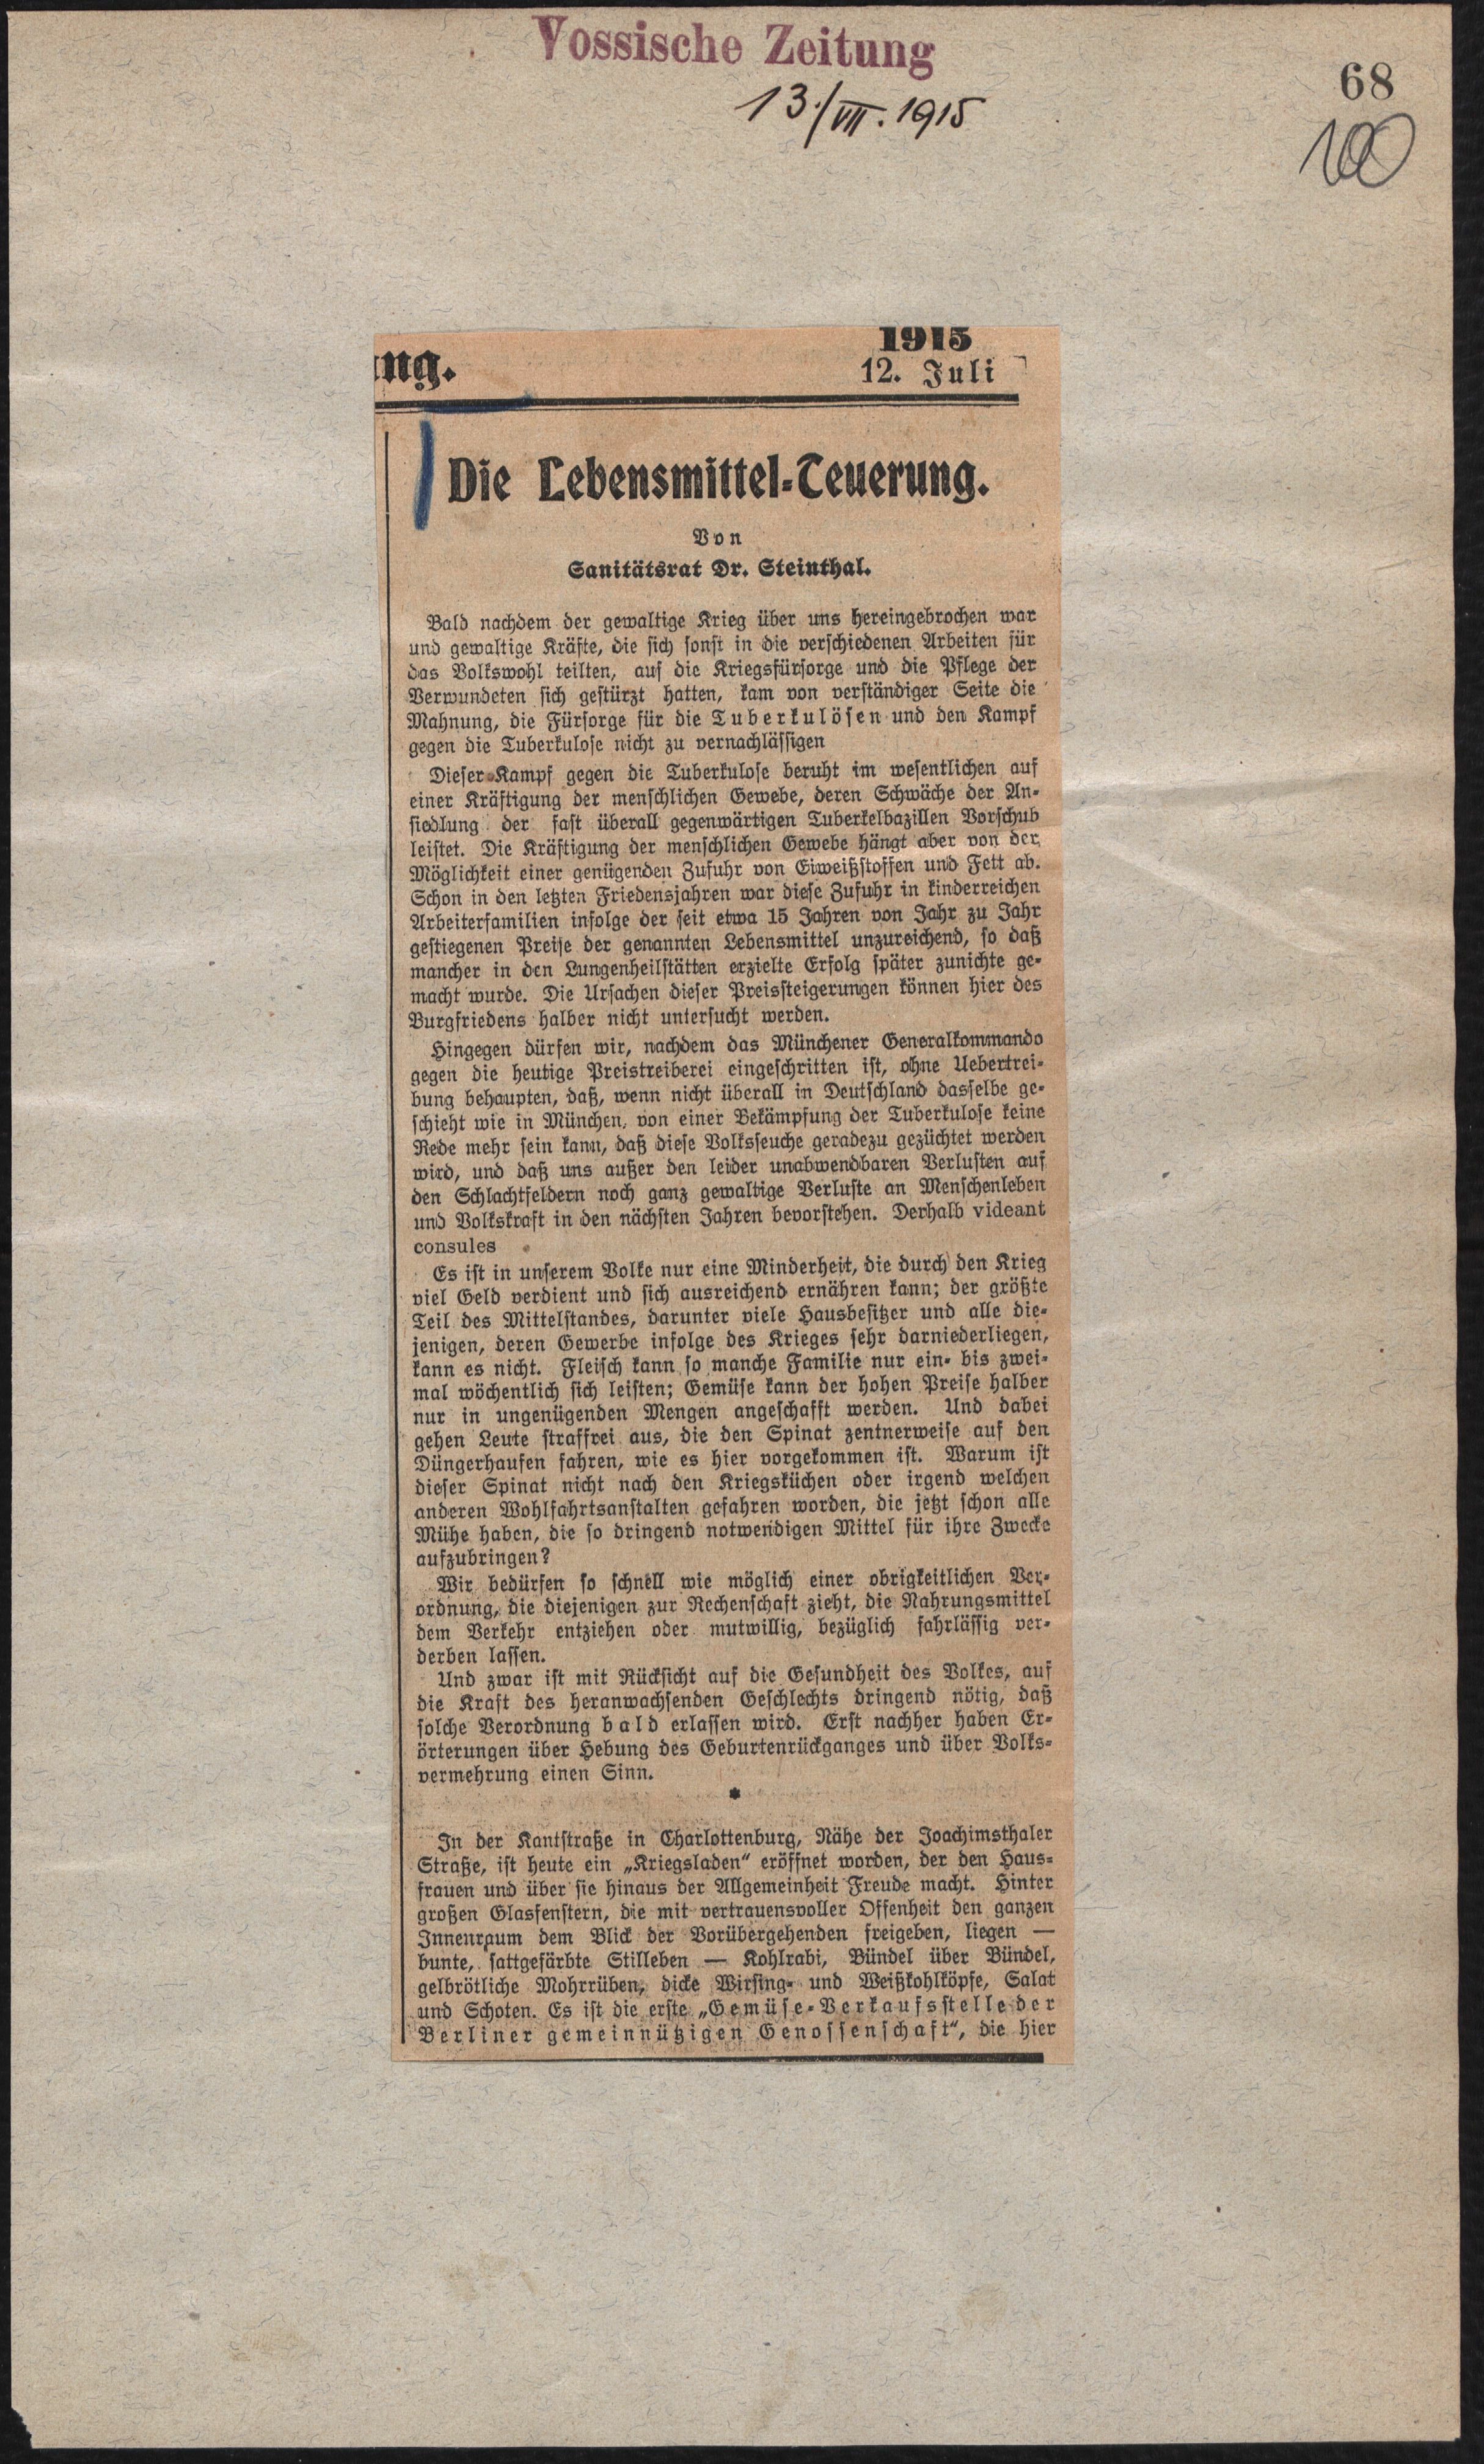 Vossische Zeitung
13./VII. 1915
68
100
ung.
1915
12. Juli
Die Lebensmittel-Teuerung.
Von
Sanitätsrat Dr. Steinthal.
Bald nachdem der gewaltige Krieg über uns hereingebrochen war
und gewaltige Kräfte, die sich sonst in die verschiedenen Arbeiten für
das Volkswohl teilten, auf die Kriegsfürsorge und die Pflege der
Verwundeten sich gestürzt hatten, kam von verständiger Seite die
Mahnung, die Fürsorge für die Tuberkulösen und den Kampf
gegen die Tuberkulose nicht zu vernachlässigen
Dieser Kampf gegen die Tuberkulose beruht im wesentlichen auf
einer Kräftigung der menschlichen Gewebe, deren Schwäche der An-
siedlung der fast überall gegenwärtigen Tuberkelbazillen Vorschub
leistet. Die Kräftigung der menschlichen Gewebe hängt aber von der
Möglichkeit einer genügenden Zufuhr von Eiweißstoffen und Fett ab.
Schon in den letzten Friedensjahren war diese Zufuhr in kinderreichen
Arbeiterfamilien infolge der seit etwa 15 Jahren von Jahr zu Jahr
gestiegenen Preise der genannten Lebensmittel unzureichend, so daß
mancher in den Lungenheilstätten erzielte Erfolg später zunichte ge-
macht wurde. Die Ursachen dieser Preissteigerungen können hier des
Burgfriedens halber nicht untersucht werden.
Hingegen dürfen wir, nachdem das Münchener Generalkommando
gegen die heutige Preistreiberei eingeschritten ist, ohne Uebertrei-
bung behaupten, daß, wenn nicht überall in Deutschland dasselbe ge-
schieht wie in München, von einer Bekämpfung der Tuberkulose keine
Rede mehr sein kann, daß diese Volksseuche geradezu gezüchtet werden
wird, und daß uns außer den leider unabwendbaren Verlusten auf
den Schlachtfeldern noch ganz gewaltige Verluste an Menschenleben
und Volkskraft in den nächsten Jahren bevorstehen. Derhalb videant
consules
Es ist in unserem Volke nur eine Minderheit, die durch den Krieg
viel Geld verdient und sich ausreichend ernähren kann; der größte
Teil des Mittelstandes, darunter viele Hausbesitzer und alle die-
jenigen, deren Gewerbe infolge des Krieges sehr darniederliegen,
kann es nicht. Fleisch kann so manche Familie nur ein- bis zwei-
mal wöchentlich sich leisten; Gemüse kann der hohen Preise halber
nur in ungenügenden Mengen angeschafft werden. Und dabei
gehen Leute straffrei aus, die den Spinat zentnerweise auf den
Düngerhaufen fahren, wie es hier vorgekommen ist. Warum ist
dieser Spinat nicht nach den Kriegsküchen oder irgend welchen
anderen Wohlfahrtsanstalten gefahren worden, die jetzt schon alle
Mühe haben, die so dringend notwendigen Mittel für ihre Zwecke
aufzubringen?
Wir bedürfen so schnell wie möglich einer obrigkeitlichen Ver-
ordnung, die diejenigen zur Rechenschaft zieht, die Nahrungsmittel
dem Verkehr entziehen oder mutwillig, bezüglich fahrlässig ver-
derben lassen.
Und zwar ist mit Rücksicht auf die Gesundheit des Volkes, auf
die Kraft des heranwachsenden Geschlechts dringend nötig, daß
solche Verordnung bald erlassen wird. Erst nachher haben Er-
örterungen über Hebung des Geburtenrückganges und über Volks-
vermehrung einen Sinn.
*
In der Kantstraße in Charlottenburg, Nähe der Joachimsthaler
Straße, ist heute ein „Kriegsladen“ eröffnet worden, der den Haus-
frauen und über sie hinaus der Allgemeinheit Freude macht. Hinter
großen Glasfenstern, die mit vertrauensvoller Offenheit den ganzen
Innenraum dem Blick der Vorübergehenden freigeben, liegen —
bunte, sattgefärbte Stilleben — Kohlrabi, Bündel über Bündel,
gelbrötliche Mohrrüben, dicke Wirsing- und Weißkohlköpfe, Salat
und Schoten. Es ist die erste „Gemüse-Verkaufsstelle der
Berliner gemeinnützigen Genossenschaft“, die hier